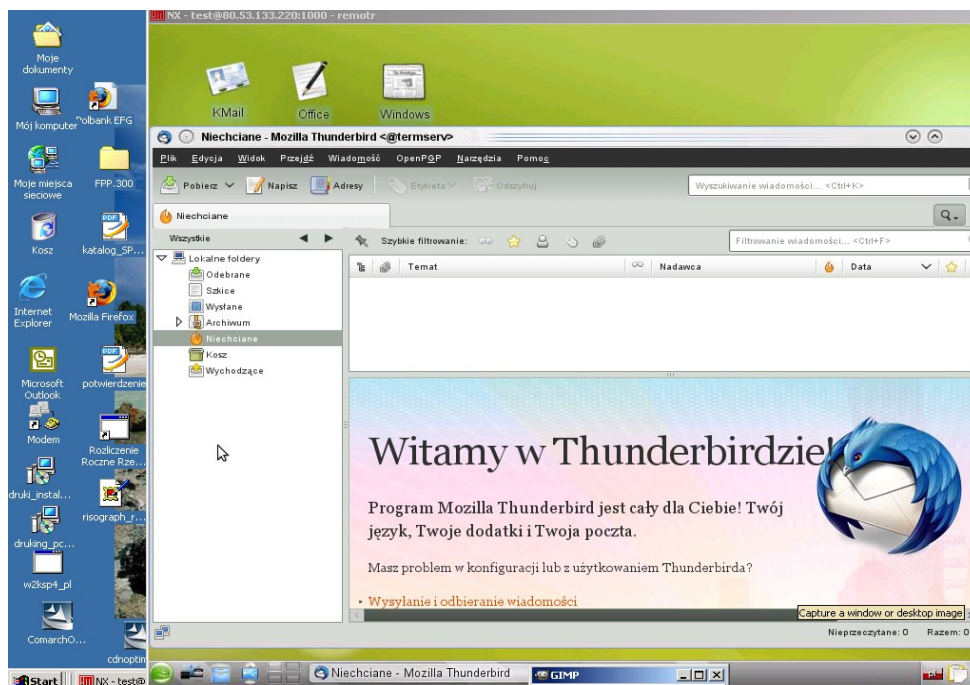 NX - test@80.53.133.220:1000 - remotr
Moje
dokumenty
Mój komputer
Polbank EFG
Moje miejsca
sieciowe
FPP.300
Kosz
katalog_SP...
Internet
Explorer
Mozilla Firefox
Microsoft
Outlook
potwierdzenie
Modem
Rozliczenie
Roczne Rze...
druki_instal...
risograph_r...
druking_pc...
w2ksp4_pl
ComarchO...
cdnoptim
KMail
Office
Windows
Niechciane - Mozilla Thunderbird <@termserv>
Plik Edycja Widok Przejdź Wiadomość OpenPGP Narzędzia Pomoc
Pobierz Napisz Adresy Etykieta Odszyfruj Wyszukiwanie wiadomości... <Ctrl+K>
Niechciane
Wszystkie
Szybkie filtrowanie: Filtrowanie wiadomości... <Ctrl+F>
Lokalne foldery
Odebrane
Szkice
Wysłane
Archiwum
Niechciane
Kosz
Wychodzące
Temat Nadawca Data
Witamy w Thunderbirdzie!
Program Mozilla Thunderbird jest cały dla Ciebie! Twój
język, Twoje dodatki i Twoja poczta.
Masz problem w konfiguracji lub z użytkowaniem Thunderbirda?
• Wysyłanie i odbieranie wiadomości
Capture a window or desktop image
Nieprzeczytane: 0 Razem: 0
Start NX - test@
Niechciane - Mozilla Thunderbird
GIMP